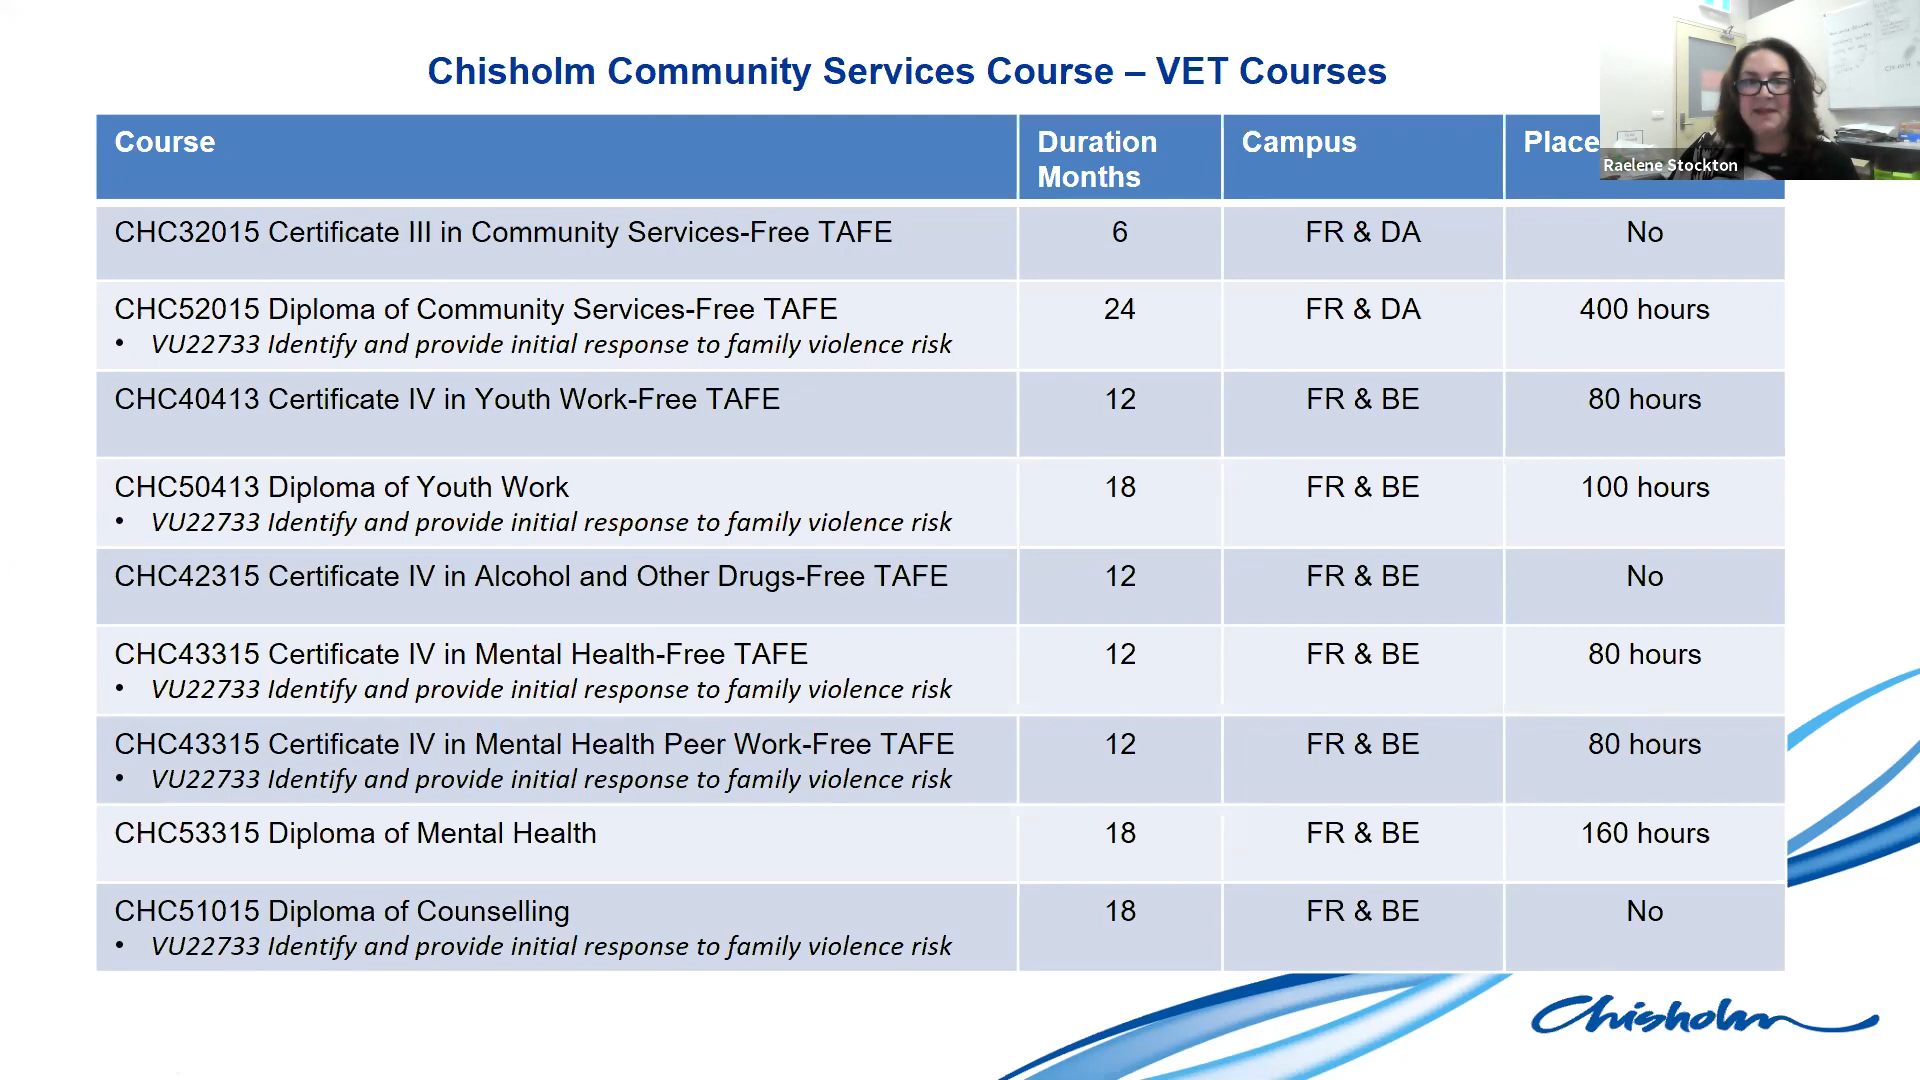 Chisholm Community Services Course – VET Courses
Raelene Stockton
Course
Duration Months
Campus
Place
CHC32015 Certificate III in Community Services-Free TAFE
6
FR & DA
No
CHC52015 Diploma of Community Services-Free TAFE
• VU22733 Identify and provide initial response to family violence risk
24
FR & DA
400 hours
CHC40413 Certificate IV in Youth Work-Free TAFE
12
FR & BE
80 hours
CHC50413 Diploma of Youth Work
• VU22733 Identify and provide initial response to family violence risk
18
FR & BE
100 hours
CHC42315 Certificate IV in Alcohol and Other Drugs-Free TAFE
12
FR & BE
No
CHC43315 Certificate IV in Mental Health-Free TAFE
• VU22733 Identify and provide initial response to family violence risk
12
FR & BE
80 hours
CHC43315 Certificate IV in Mental Health Peer Work-Free TAFE
• VU22733 Identify and provide initial response to family violence risk
12
FR & BE
80 hours
CHC53315 Diploma of Mental Health
18
FR & BE
160 hours
CHC51015 Diploma of Counselling
• VU22733 Identify and provide initial response to family violence risk
18
FR & BE
No
Chisholm